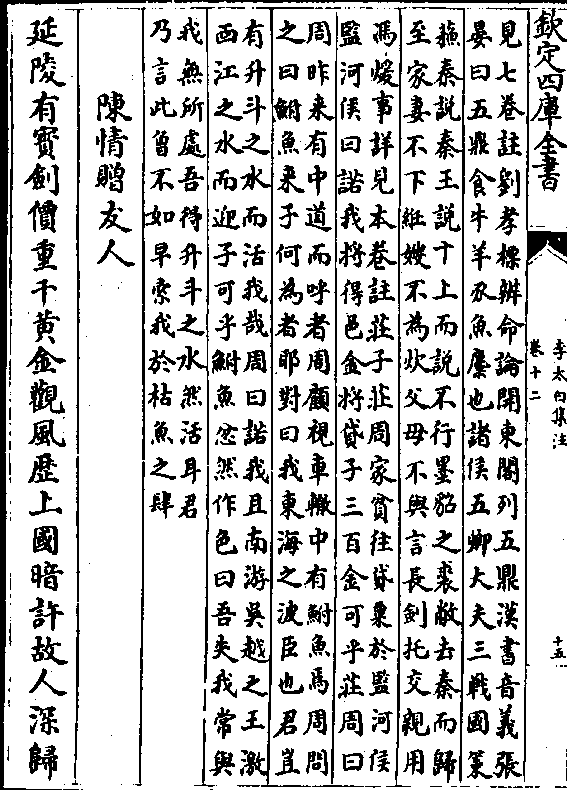 欽定四庫全書
李太白集注
卷十二
十五
見七卷註劉孝標辨命論開東閣列五鼎漢書音義張
晏曰五鼎食牛羊豕魚麋也諸侯五卿大夫三戰國策
蘇秦說秦王說十上而說不行墨貂之裘敝去秦而歸
至家妻不下紝嫂不為炊父母不與言長劍托交親用
馮煖事詳見本卷註莊子莊周家貧往貸粟於監河侯
監河侯曰諾我將得邑金將貸子三百金可乎莊周曰
周昨來有中道而呼者周顧視車轍中有鮒魚焉周問
之曰鮒魚來子何為者耶對曰我東海之波臣也君豈
有升斗之水而活我哉周曰諾我且南游吳越之王激
西江之水而迎子可乎鮒魚忿然作色曰吾失我常與
我無所處吾得升斗之水然活耳君
乃言此曾不如早索我於枯魚之肆
陳情贈友人
延陵有寳劍價重千黃金觀風歴上國暗許故人深歸